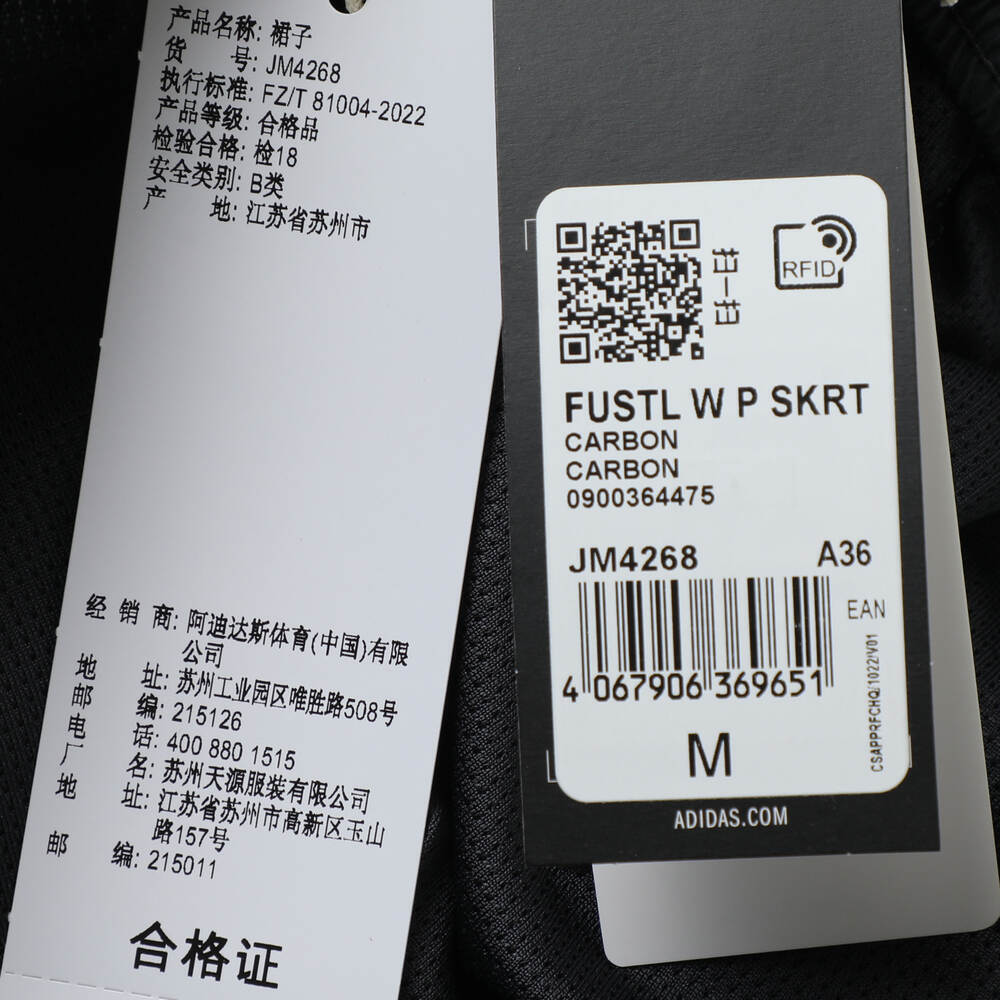 产品名称: 裙子
货 号: JM4268
执行标准: FZ/T 81004-2022
产品等级: 合格品
检验合格: 检18
安全类别: B类
产 地: 江苏省苏州市
经 销 商: 阿迪达斯体育(中国)有限
公司
地 址: 苏州工业园区唯胜路508号
邮 编: 215126
电 话: 400 880 1515
厂 名: 苏州天源服装有限公司
地 址: 江苏省苏州市高新区玉山
路157号
邮 编: 215011
合格证
扫一扫
RFID
FUSTL W P SKRT
CARBON
CARBON
0900364475
JM4268 A36
EAN
4 067906 369651
CSAPPRFCHQ/1022/V01
M
ADIDAS.COM